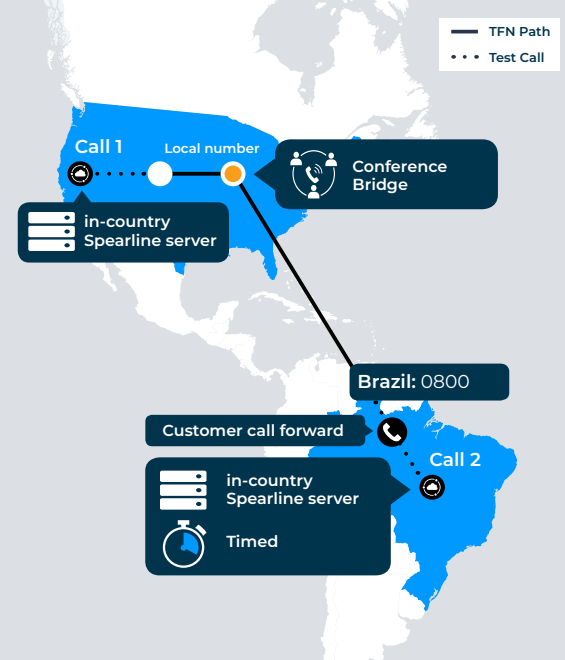 TFN Path
Test Call
Call 1
Local number
Conference
Bridge
in-country
Spearline server
Brazil: 0800
Customer call forward
Call 2
in-country
Spearline server
Timed